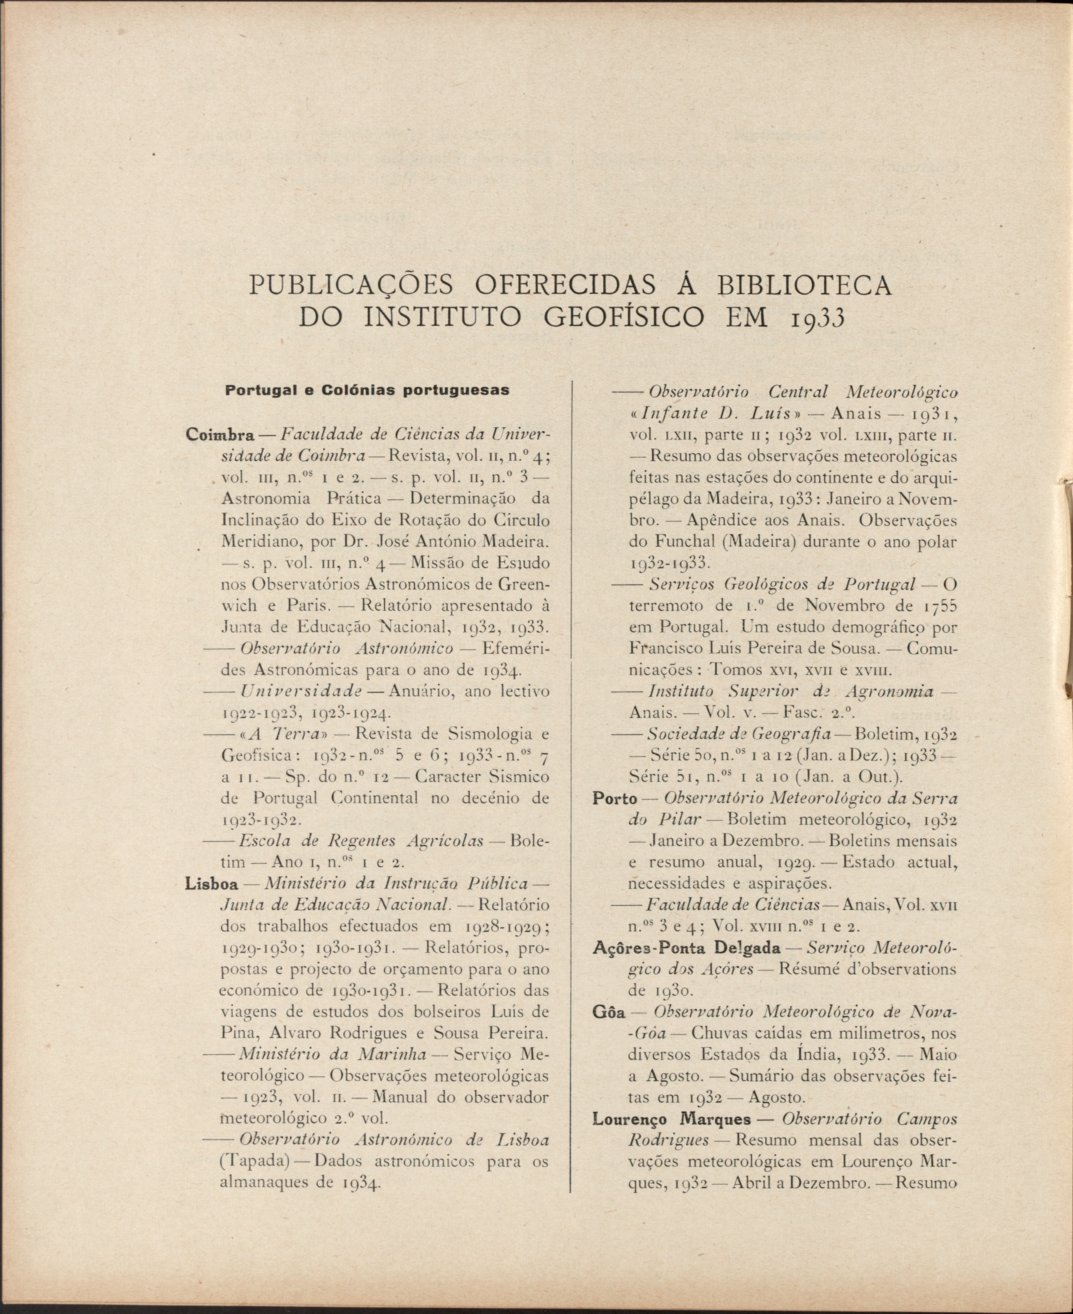 PUBLICAÇÕES OFERECIDAS Á BIBLIOTECA
DO INSTITUTO GEOFÍSICO EM 1933
Portugal e Colónias portuguesas
Coimbra — Faculdade de Ciências da Univer-
sidade de Coimbra — Revista, vol. II, n.º 4;
vol. III, n.os 1 e 2. — s. p. vol. II, n.º 3 —
Astronomia Prática — Determinação da
Inclinação do Eixo de Rotação do Circulo
Meridiano, por Dr. José António Madeira.
— s. p. vol. III, n.º 4 — Missão de Estudo
nos Observatórios Astronómicos de Green-
wich e Paris. — Relatório apresentado à
Junta de Educação Nacional, 1932, 1933.
—— Observatório Astronómico — Efeméri-
des Astronómicas para o ano de 1934.
—— Universidade — Anuário, ano lectivo
1922-1923, 1923-1924.
—— «A Terra» — Revista de Sismologia e
Geofisica: 1932-n.os 5 e 6; 1933-n.os 7
a 11. — Sp. do n.º 12 — Caracter Sismico
de Portugal Continental no decénio de
1923-1932.
—— Escola de Regentes Agrícolas — Bole-
tim — Ano I, n.os 1 e 2.
Lisboa — Ministério da Instrução Pública —
Junta de Educação Nacional. — Relatório
dos trabalhos efectuados em 1928-1929;
1929-1930; 1930-1931. — Relatórios, pro-
postas e projecto de orçamento para o ano
económico de 1930-1931. — Relatórios das
viagens de estudos dos bolseiros Luís de
Pina, Alvaro Rodrigues e Sousa Pereira.
—— Ministério da Marinha — Serviço Me-
teorológico — Observações meteorológicas
— 1923, vol. II. — Manual do observador
meteorológico 2.º vol.
—— Observatório Astronómico de Lisboa
(Tapada) — Dados astronómicos para os
almanaques de 1934.
—— Observatório Central Meteorológico
«Infante D. Luís» — Anais — 1931,
vol. LXII, parte II; 1932 vol. LXIII, parte II.
— Resumo das observações meteorológicas
feitas nas estações do continente e do arqui-
pélago da Madeira, 1933: Janeiro a Novem-
bro. — Apêndice aos Anais. Observações
do Funchal (Madeira) durante o ano polar
1932-1933.
—— Serviços Geológicos de Portugal — O
terremoto de 1.º de Novembro de 1755
em Portugal. Um estudo demográfico por
Francisco Luís Pereira de Sousa. — Comu-
nicações: Tomos XVI, XVII e XVIII.
—— Instituto Superior de Agronomia —
Anais. — Vol. V. — Fasc. 2.º.
—— Sociedade de Geografia — Boletim, 1932
— Série 50, n.os 1 a 12 (Jan. a Dez.); 1933 —
Série 51, n.os 1 a 10 (Jan. a Out.).
Porto — Observatório Meteorológico da Serra
do Pilar — Boletim meteorológico, 1932
— Janeiro a Dezembro. — Boletins mensais
e resumo anual, 1929. — Estado actual,
necessidades e aspirações.
—— Faculdade de Ciências — Anais, Vol. XVII
n.os 3 e 4; Vol. XVIII n.os 1 e 2.
Açôres-Ponta Delgada — Serviço Meteoroló-
gico dos Açôres — Résumé d'observations
de 1930.
Gôa — Observatório Meteorológico de Nova-
-Gôa — Chuvas caídas em milimetros, nos
diversos Estados da Índia, 1933. — Maio
a Agosto. — Sumário das observações fei-
tas em 1932 — Agosto.
Lourenço Marques — Observatório Campos
Rodrigues — Resumo mensal das obser-
vações meteorológicas em Lourenço Mar-
ques, 1932 — Abril a Dezembro. — Resumo